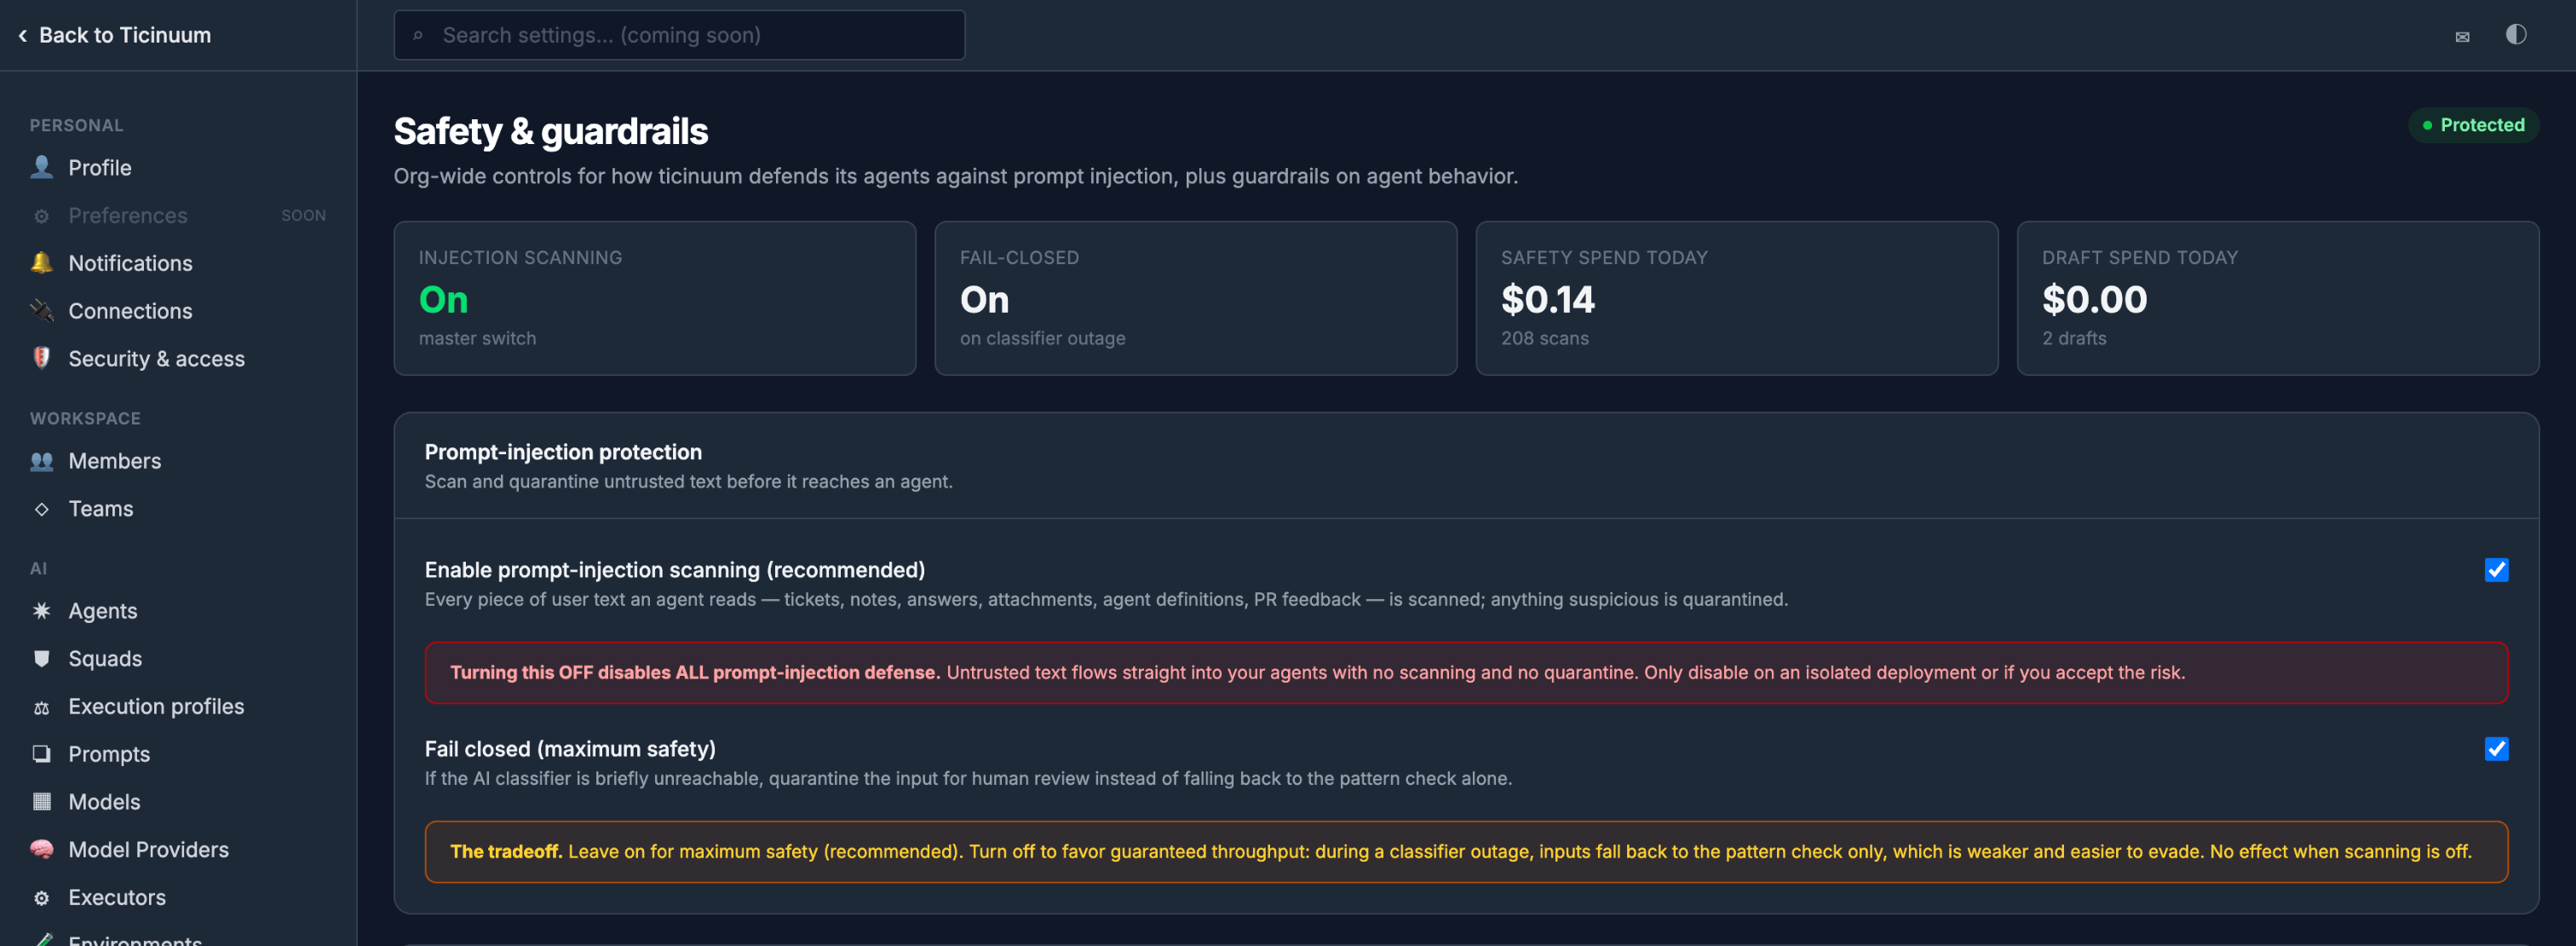 Back to Ticinuum
Search settings... (coming soon)
PERSONAL
Profile
Preferences SOON
Notifications
Connections
Security & access
WORKSPACE
Members
Teams
AI
Agents
Squads
Execution profiles
Prompts
Models
Model Providers
Executors
Environments
Safety & guardrails
Protected
Org-wide controls for how ticinuum defends its agents against prompt injection, plus guardrails on agent behavior.
INJECTION SCANNING
On
master switch
FAIL-CLOSED
On
on classifier outage
SAFETY SPEND TODAY
$0.14
208 scans
DRAFT SPEND TODAY
$0.00
2 drafts
Prompt-injection protection
Scan and quarantine untrusted text before it reaches an agent.
Enable prompt-injection scanning (recommended)
Every piece of user text an agent reads — tickets, notes, answers, attachments, agent definitions, PR feedback — is scanned; anything suspicious is quarantined.
Turning this OFF disables ALL prompt-injection defense. Untrusted text flows straight into your agents with no scanning and no quarantine. Only disable on an isolated deployment or if you accept the risk.
Fail closed (maximum safety)
If the AI classifier is briefly unreachable, quarantine the input for human review instead of falling back to the pattern check alone.
The tradeoff. Leave on for maximum safety (recommended). Turn off to favor guaranteed throughput: during a classifier outage, inputs fall back to the pattern check only, which is weaker and easier to evade. No effect when scanning is off.